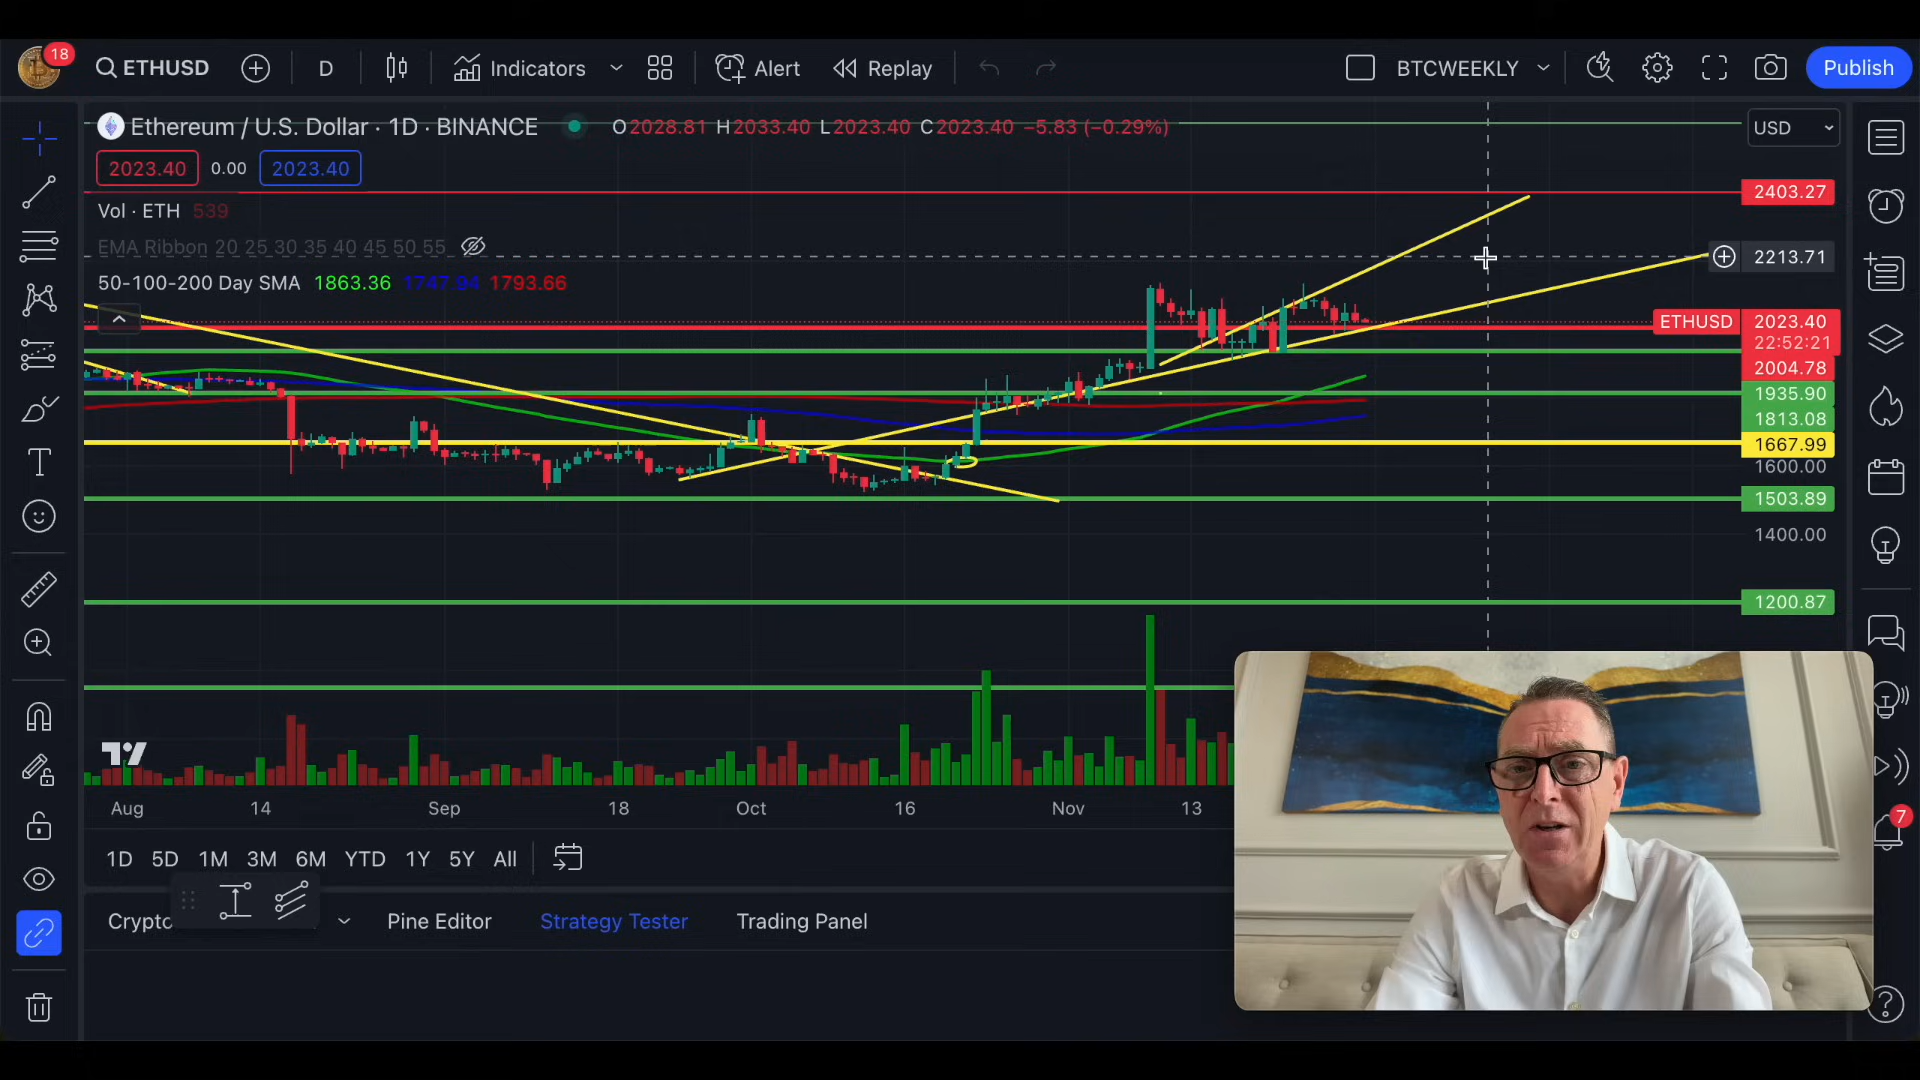 18 ETHUSD D Indicators Alert Replay BTCWEEKLY Publish
Ethereum / U.S. Dollar · 1D · BINANCE O2028.81 H2033.40 L2023.40 C2023.40 −5.83 (−0.29%) USD
2023.40 0.00 2023.40
2403.27
Vol · ETH 539
EMA Ribbon 20 25 30 35 40 45 50 55
2213.71
50-100-200 Day SMA 1863.36 1747.94 1793.66
ETHUSD 2023.40
22:52:21
2004.78
1935.90
1813.08
1667.99
1600.00
1503.89
1400.00
1200.87
Aug 14 Sep 18 Oct 16 Nov 13
7
1D 5D 1M 3M 6M YTD 1Y 5Y All
Crypto Pine Editor Strategy Tester Trading Panel